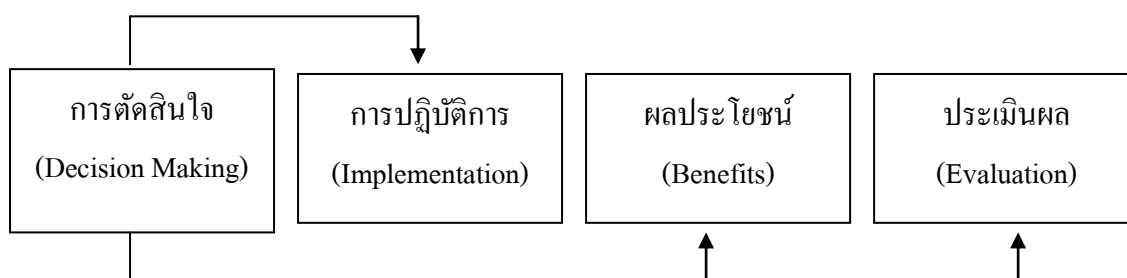 การตัดสินใจ
(Decision Making)
การปฏิบัติการ
(Implementation)
ผลประโยชน์
(Benefits)
ประเมินผล
(Evaluation)